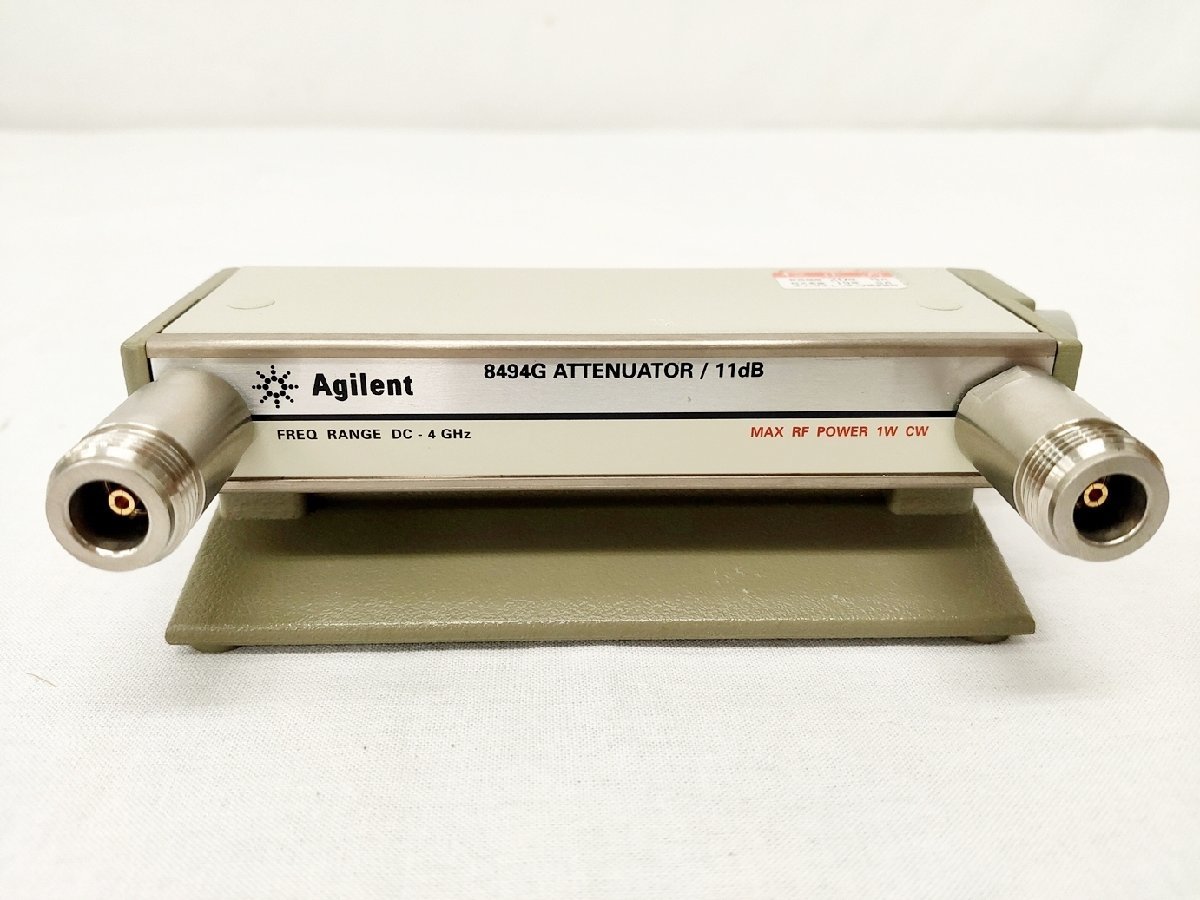 8494G ATTENUATOR / 11dB
Agilent
FREQ RANGE DC - 4 GHz
MAX RF POWER 1W CW